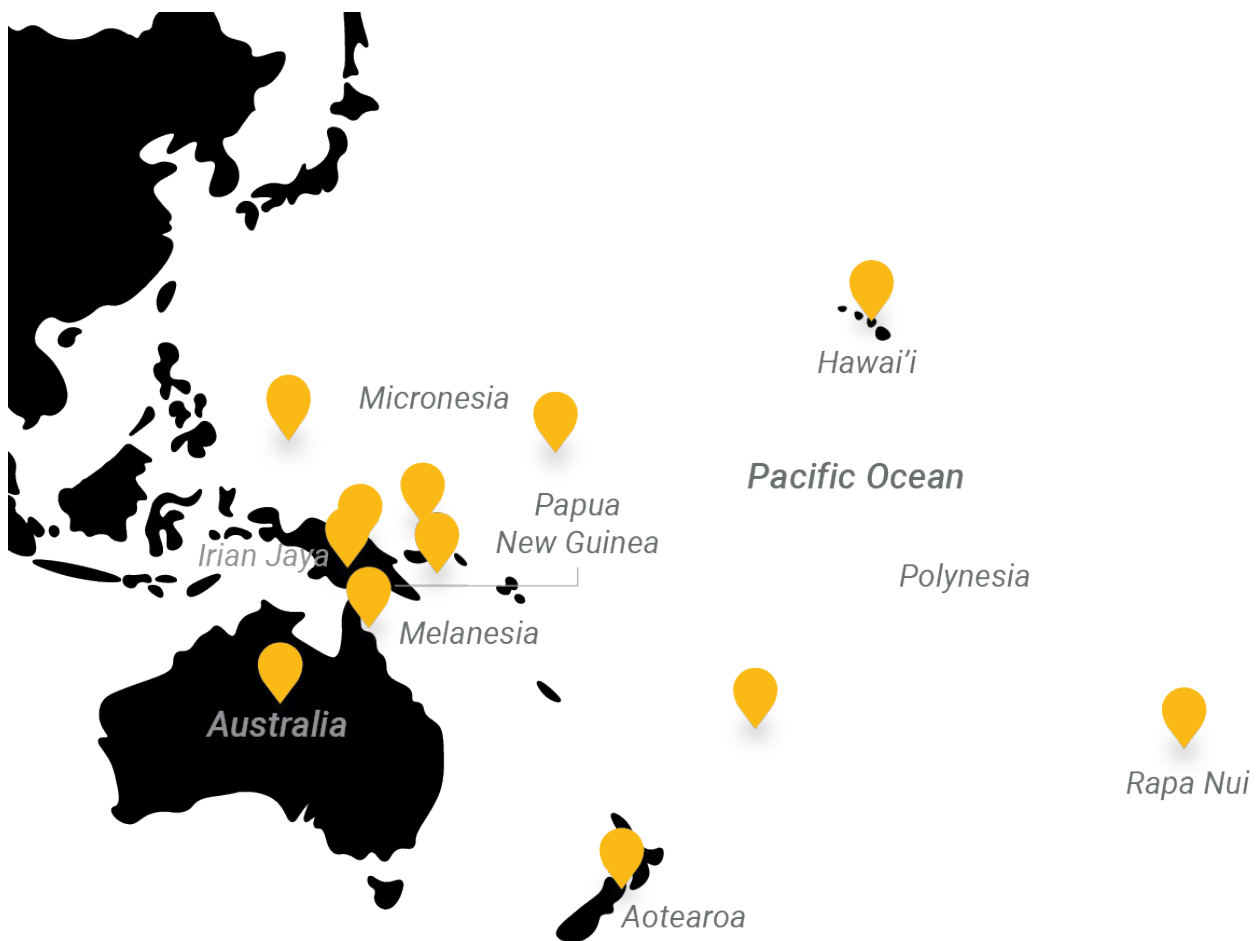 Hawai’i
Micronesia
Pacific Ocean
Papua
New Guinea
Irian Jaya
Polynesia
Melanesia
Australia
Rapa Nui
Aotearoa